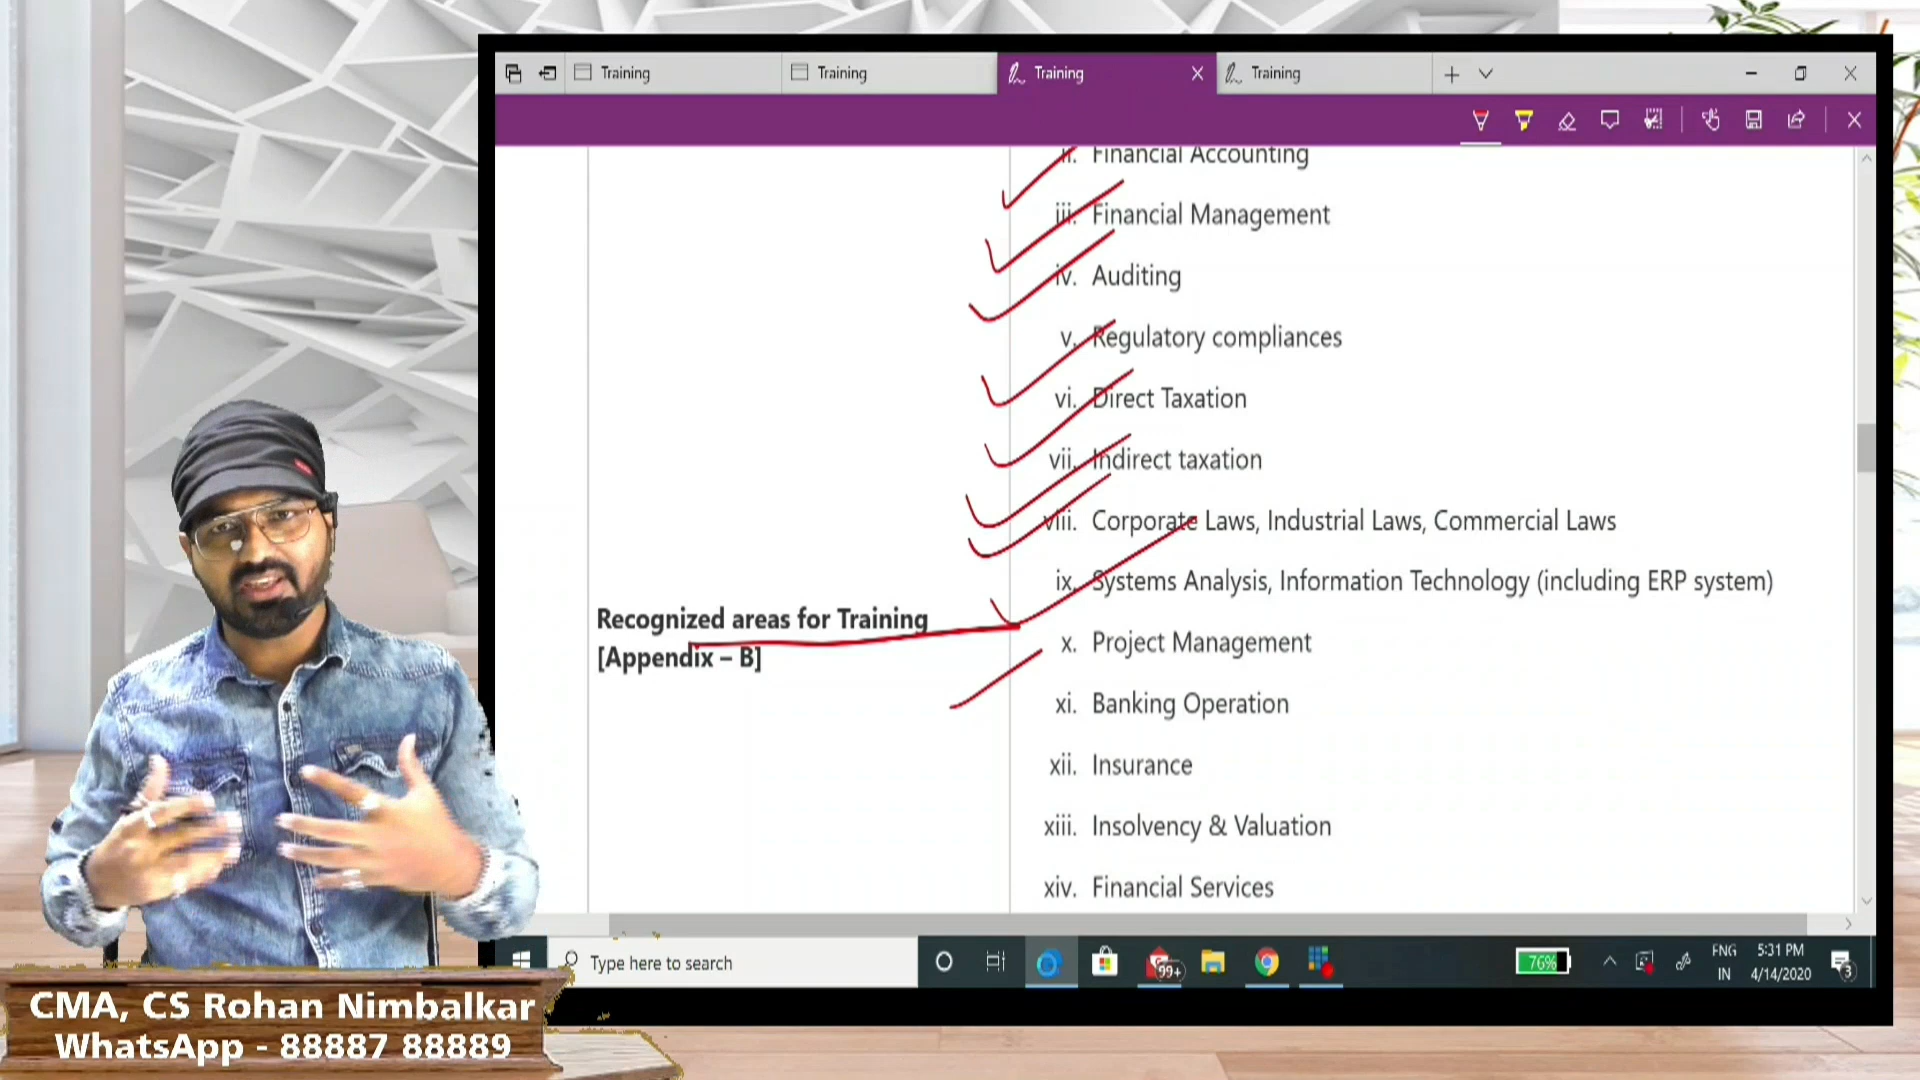 Training
Training
Training
Training
ii. Financial Accounting
iii. Financial Management
iv. Auditing
v. Regulatory compliances
vi. Direct Taxation
vii. Indirect taxation
viii. Corporate Laws, Industrial Laws, Commercial Laws
ix. Systems Analysis, Information Technology (including ERP system)
Recognized areas for Training
[Appendix – B]
x. Project Management
xi. Banking Operation
xii. Insurance
xiii. Insolvency & Valuation
xiv. Financial Services
Type here to search
99+
76%
ENG
IN
5:31 PM
4/14/2020
3
CMA, CS Rohan Nimbalkar
WhatsApp - 88887 88889